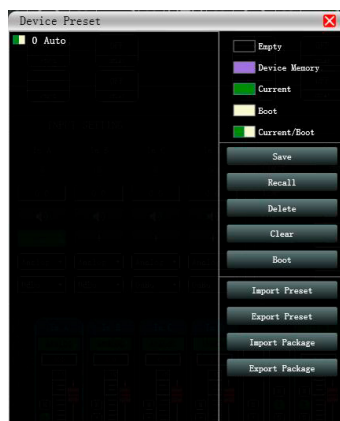 Device Preset
0 Auto
Empty
Device Memory
Current
Boot
Current/Boot
Save
Recall
Delete
Clear
Boot
Import Preset
Export Preset
Import Package
Export Package